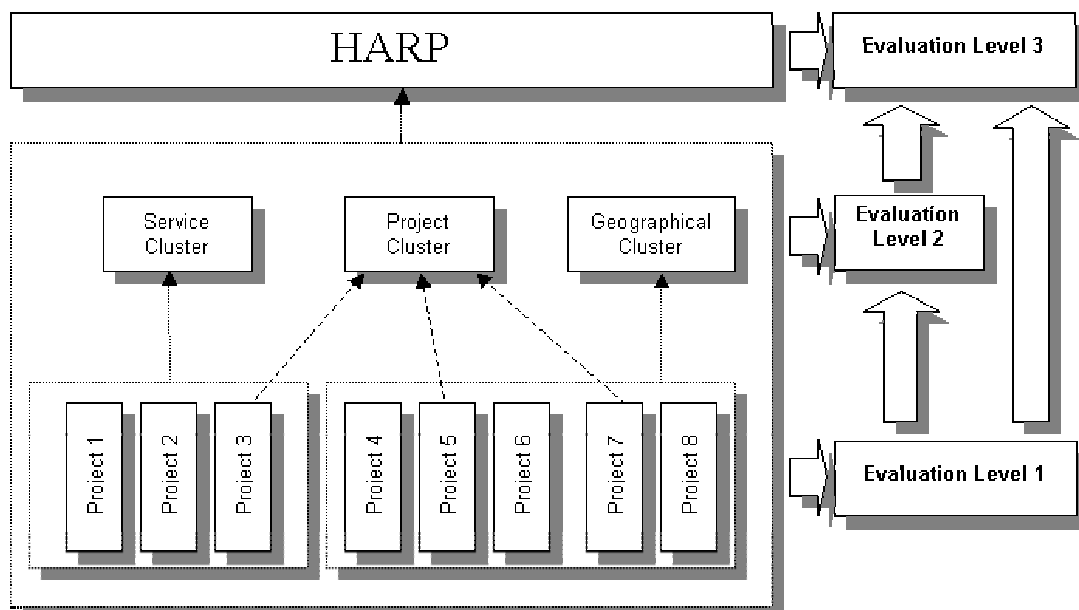 HARP
Evaluation Level 3
Service
Cluster
Project
Cluster
Geographical
Cluster
Evaluation
Level 2
Project 1
Project 2
Project 3
Project 4
Project 5
Project 6
Project 7
Project 8
Evaluation Level 1